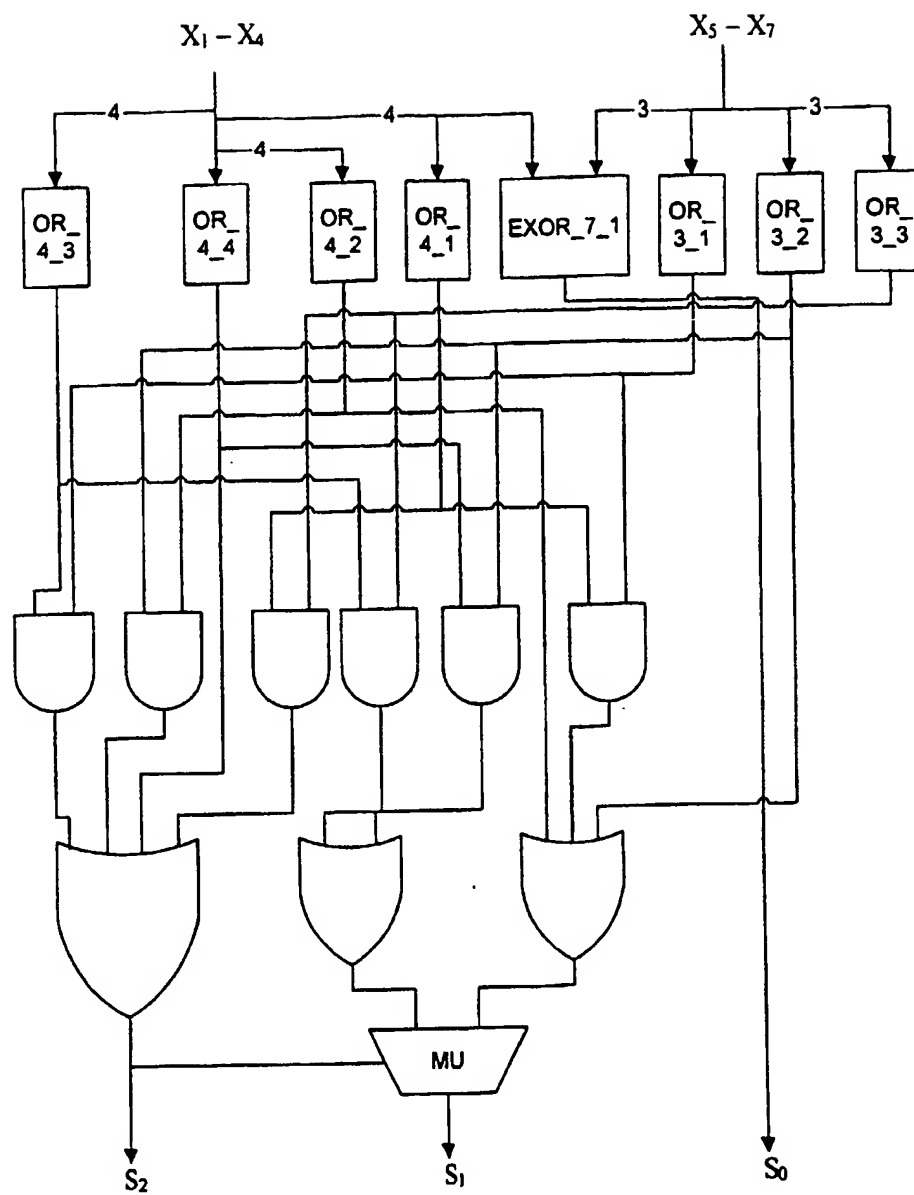 X1 – X4
X5 – X7
4
4
4
3
3
OR_
4_3
OR_
4_4
OR_
4_2
OR_
4_1
EXOR_7_1
OR_
3_1
OR_
3_2
OR_
3_3
MU
S2
S1
S0